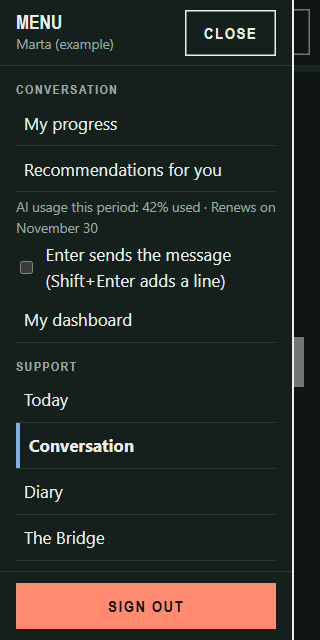 MENU
Marta (example)
CLOSE
CONVERSATION
My progress
Recommendations for you
AI usage this period: 42% used · Renews on
November 30
Enter sends the message
(Shift+Enter adds a line)
My dashboard
SUPPORT
Today
Conversation
Diary
The Bridge
SIGN OUT